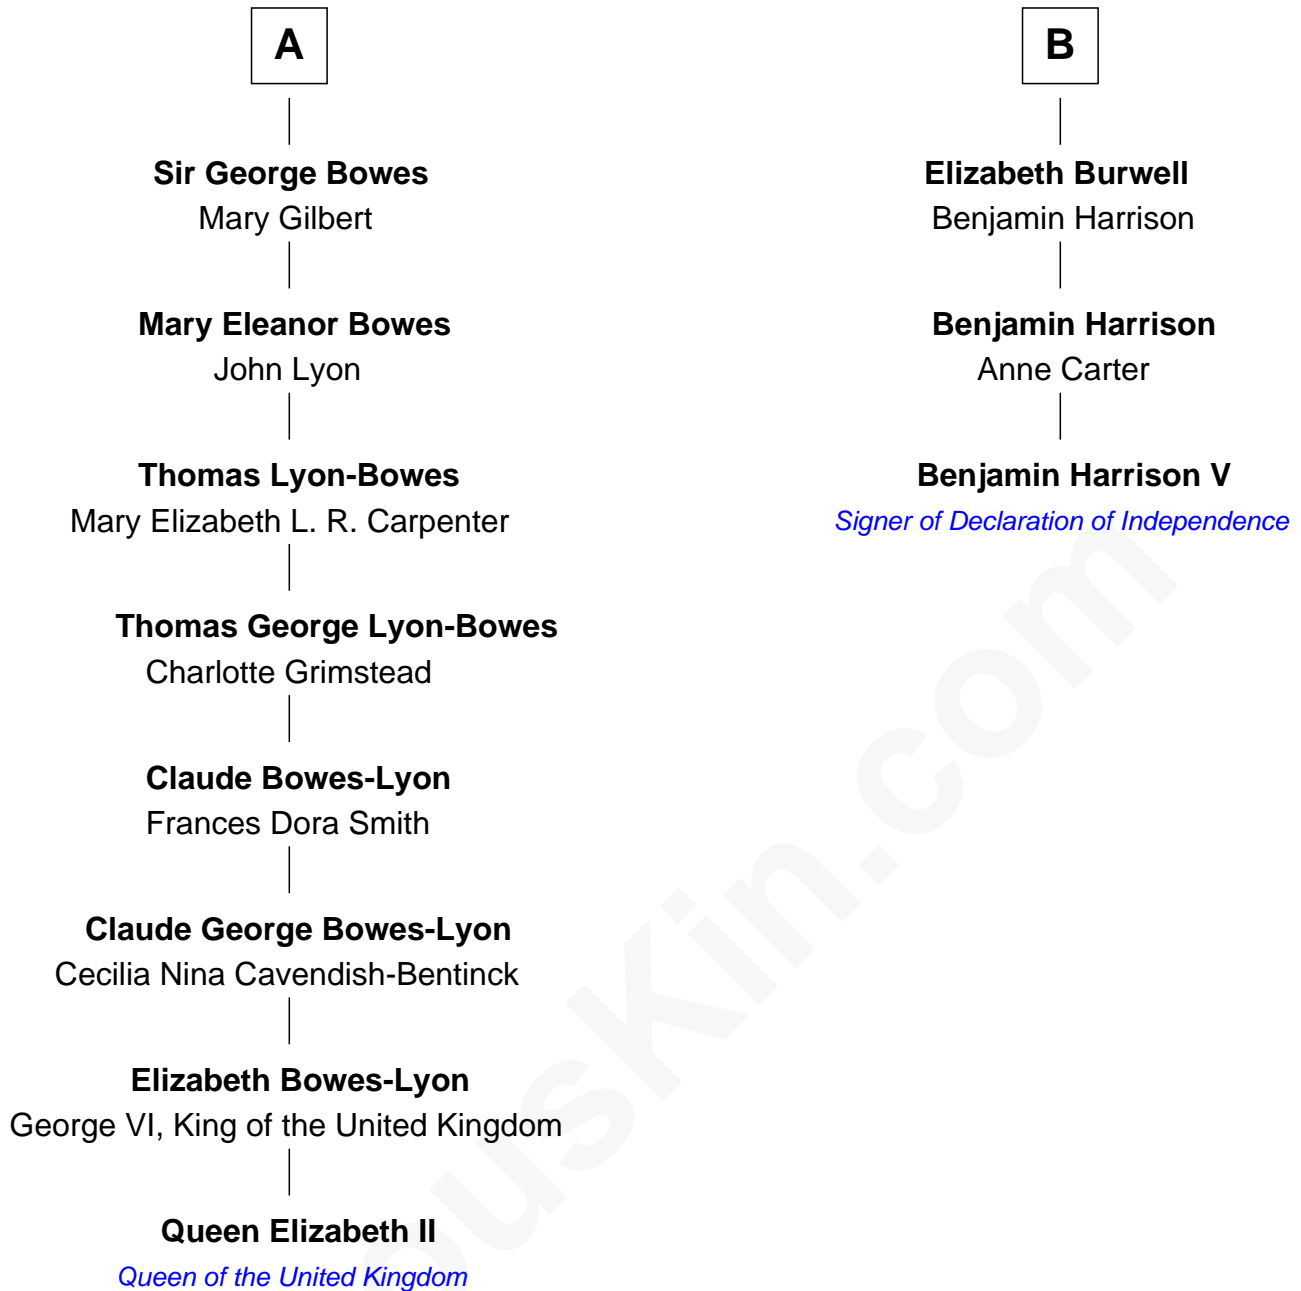 A
Sir George Bowes
Mary Gilbert
Mary Eleanor Bowes
John Lyon
Thomas Lyon-Bowes
Mary Elizabeth L. R. Carpenter
Thomas George Lyon-Bowes
Charlotte Grimstead
Claude Bowes-Lyon
Frances Dora Smith
Claude George Bowes-Lyon
Cecilia Nina Cavendish-Bentinck
Elizabeth Bowes-Lyon
George VI, King of the United Kingdom
Queen Elizabeth II
Queen of the United Kingdom
B
Elizabeth Burwell
Benjamin Harrison
Benjamin Harrison
Anne Carter
Benjamin Harrison V
Signer of Declaration of Independence
ousKin.com